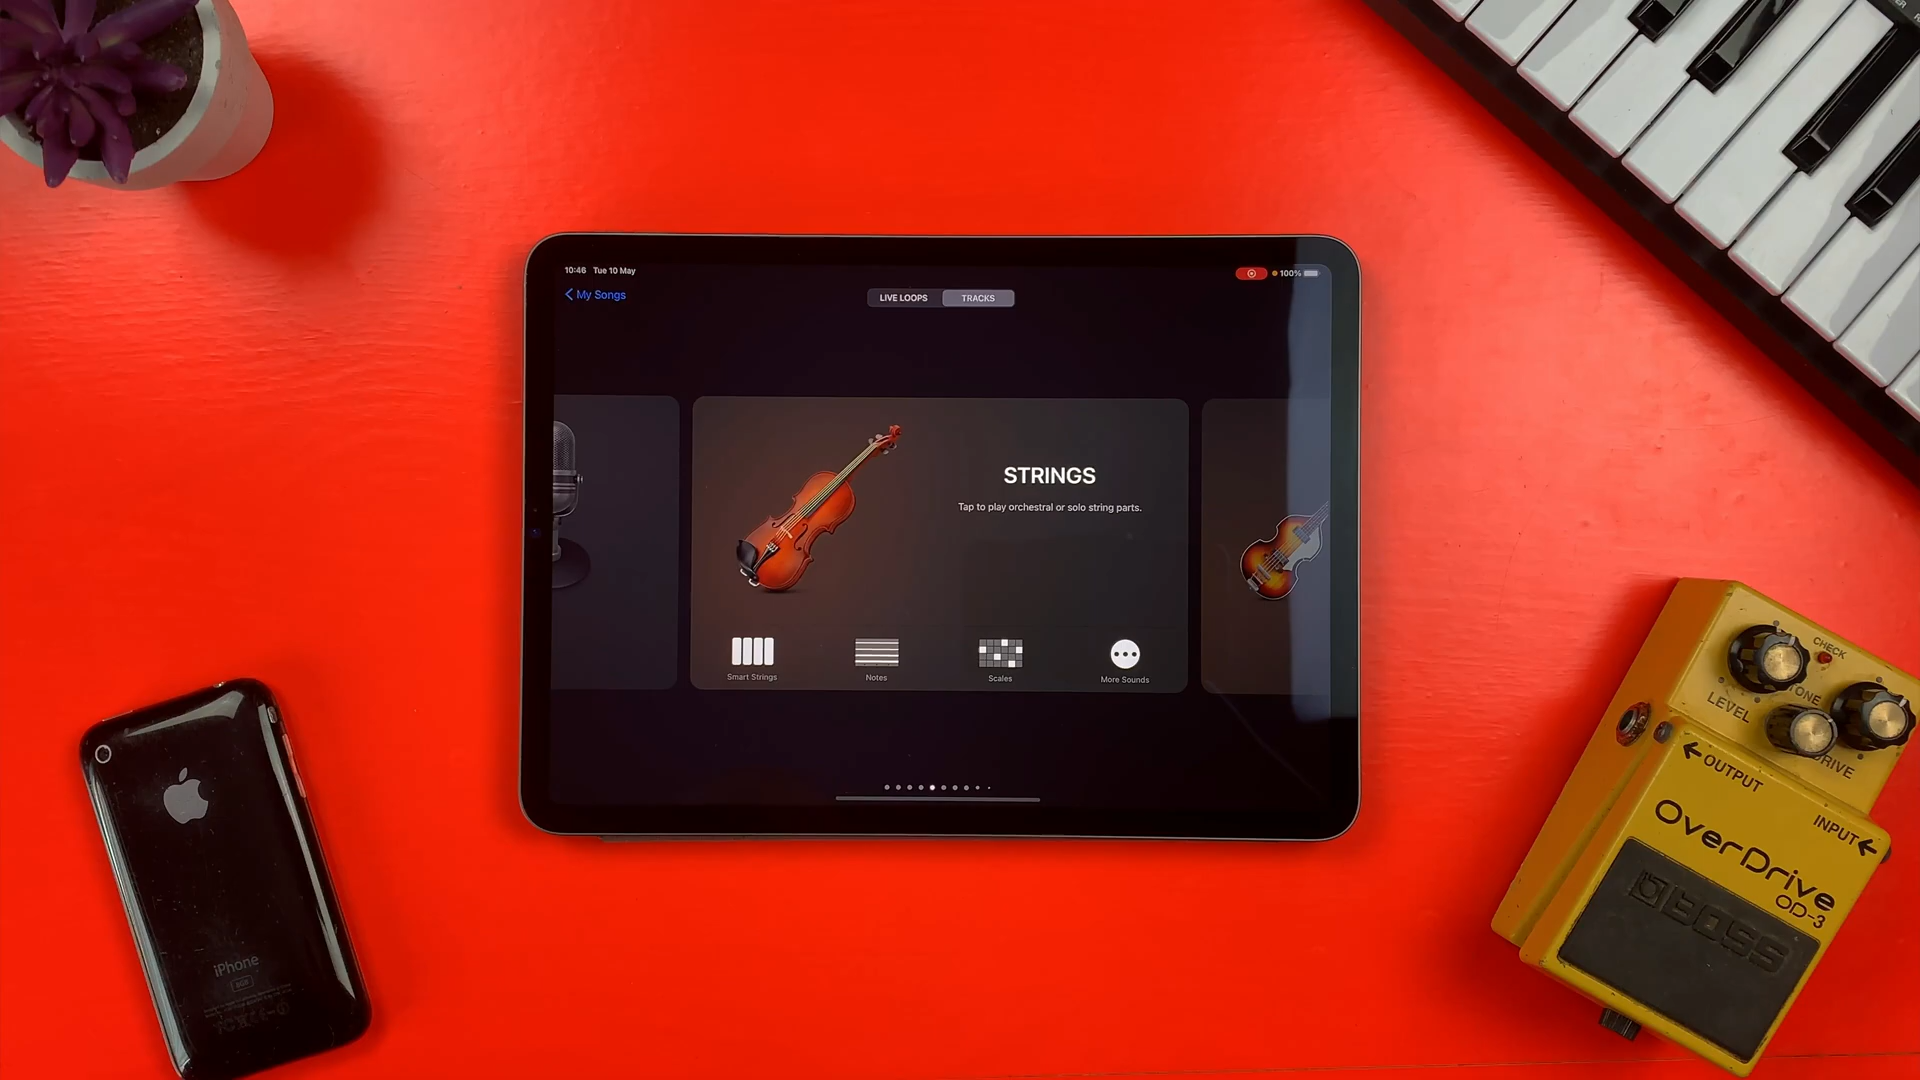 10:46 Tue 10 May
100%
My Songs
LIVE LOOPS
TRACKS
STRINGS
Tap to play orchestral or solo string parts.
Smart Strings
Notes
Scales
More Sounds
CHECK
LEVEL
TONE
DRIVE
OUTPUT
INPUT
OverDrive
OD-3
BOSS
iPhone
8GB